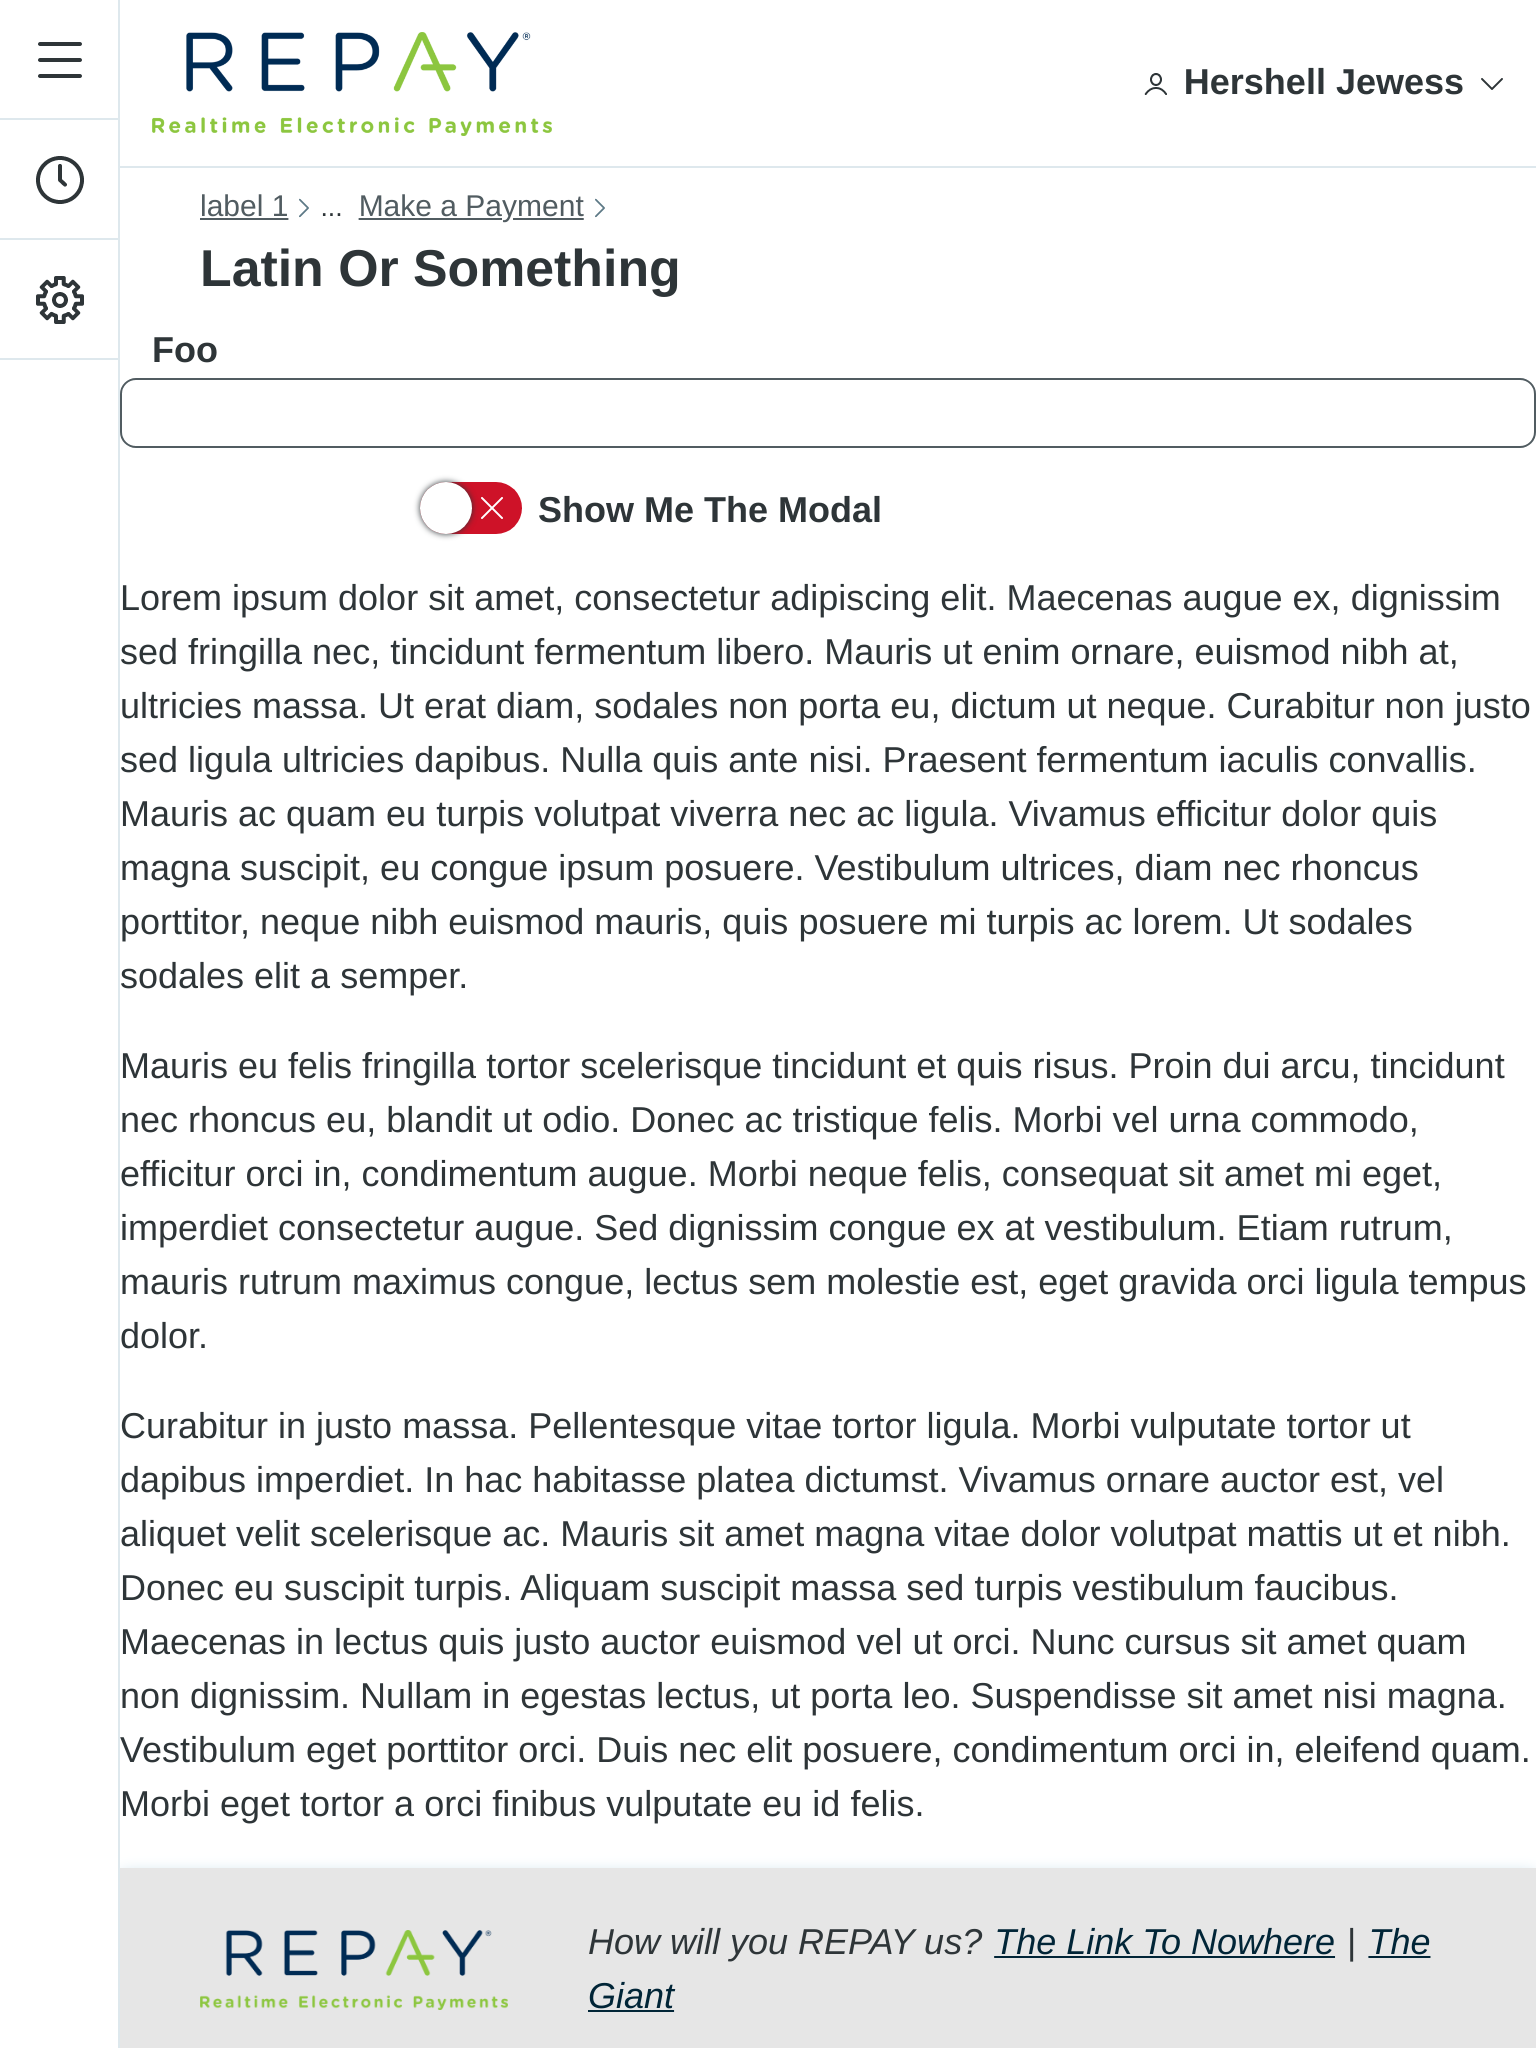 REPAY®
Realtime Electronic Payments
Hershell Jewess
label 1 ... Make a Payment
Latin Or Something
Foo
Show Me The Modal
Lorem ipsum dolor sit amet, consectetur adipiscing elit. Maecenas augue ex, dignissim
sed fringilla nec, tincidunt fermentum libero. Mauris ut enim ornare, euismod nibh at,
ultricies massa. Ut erat diam, sodales non porta eu, dictum ut neque. Curabitur non justo
sed ligula ultricies dapibus. Nulla quis ante nisi. Praesent fermentum iaculis convallis.
Mauris ac quam eu turpis volutpat viverra nec ac ligula. Vivamus efficitur dolor quis
magna suscipit, eu congue ipsum posuere. Vestibulum ultrices, diam nec rhoncus
porttitor, neque nibh euismod mauris, quis posuere mi turpis ac lorem. Ut sodales
sodales elit a semper.
Mauris eu felis fringilla tortor scelerisque tincidunt et quis risus. Proin dui arcu, tincidunt
nec rhoncus eu, blandit ut odio. Donec ac tristique felis. Morbi vel urna commodo,
efficitur orci in, condimentum augue. Morbi neque felis, consequat sit amet mi eget,
imperdiet consectetur augue. Sed dignissim congue ex at vestibulum. Etiam rutrum,
mauris rutrum maximus congue, lectus sem molestie est, eget gravida orci ligula tempus
dolor.
Curabitur in justo massa. Pellentesque vitae tortor ligula. Morbi vulputate tortor ut
dapibus imperdiet. In hac habitasse platea dictumst. Vivamus ornare auctor est, vel
aliquet velit scelerisque ac. Mauris sit amet magna vitae dolor volutpat mattis ut et nibh.
Donec eu suscipit turpis. Aliquam suscipit massa sed turpis vestibulum faucibus.
Maecenas in lectus quis justo auctor euismod vel ut orci. Nunc cursus sit amet quam
non dignissim. Nullam in egestas lectus, ut porta leo. Suspendisse sit amet nisi magna.
Vestibulum eget porttitor orci. Duis nec elit posuere, condimentum orci in, eleifend quam.
Morbi eget tortor a orci finibus vulputate eu id felis.
REPAY®
Realtime Electronic Payments
How will you REPAY us? The Link To Nowhere | The
Giant